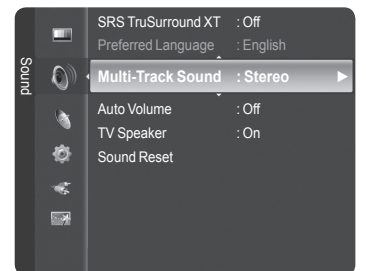 Sound
SRS TruSurround XT : Off
Preferred Language : English
Multi-Track Sound : Stereo
Auto Volume : Off
TV Speaker : On
Sound Reset